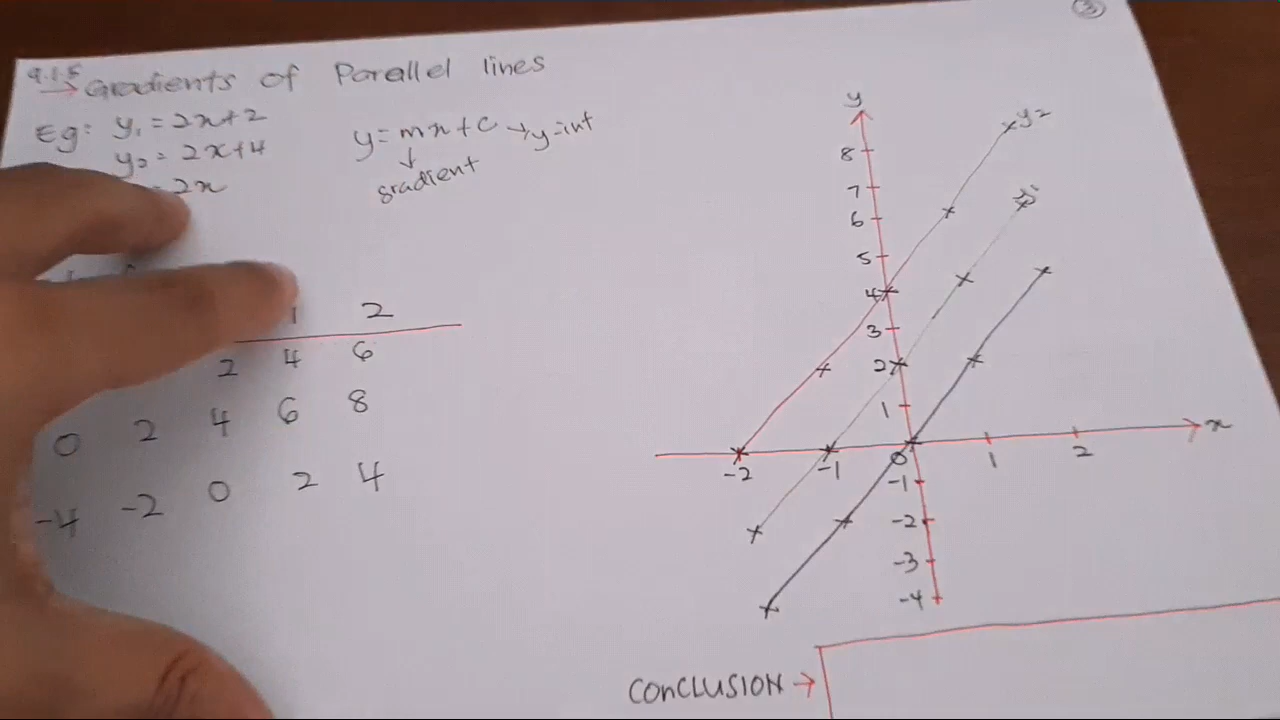 3
9.1.5
→ Gradients of Parallel lines
Eg: y₁ = 2x+2
y₂ = 2x+4
= 2x
y = mx + c → y-int
↓
gradient
1 2
2 4 6
0 2 4 6 8
-4 -2 0 2 4
y
y₂
8
7
y₁
6
5
4
3
2
1
x
-2 -1 0 1 2
-1
-2
-3
-4
CONCLUSION →